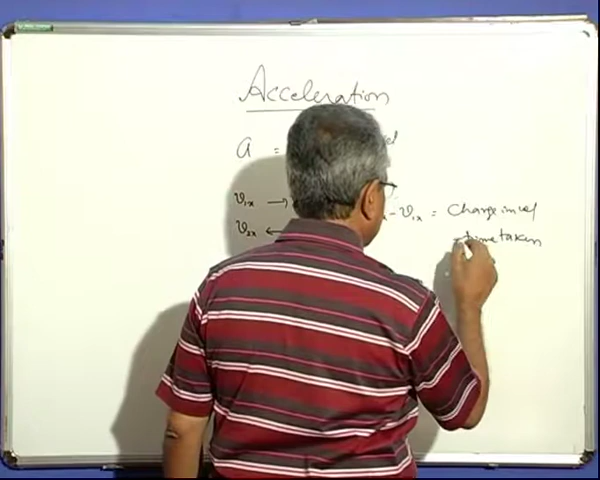 Acceleration
a =
v₁ₓ → - v₁ₓ = Change in vel
v₂ₓ ← time taken